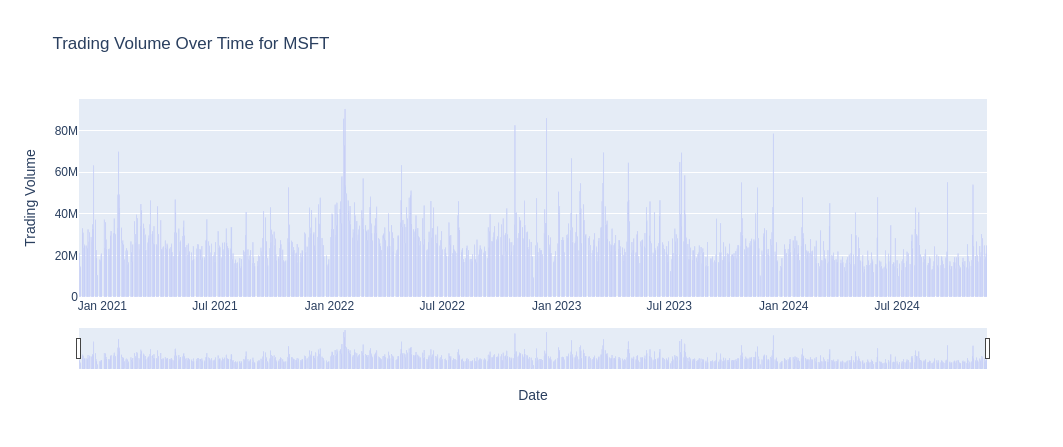 Trading Volume Over Time for MSFT
Trading Volume
80M
60M
40M
20M
0
Jan 2021 Jul 2021 Jan 2022 Jul 2022 Jan 2023 Jul 2023 Jan 2024 Jul 2024
Date